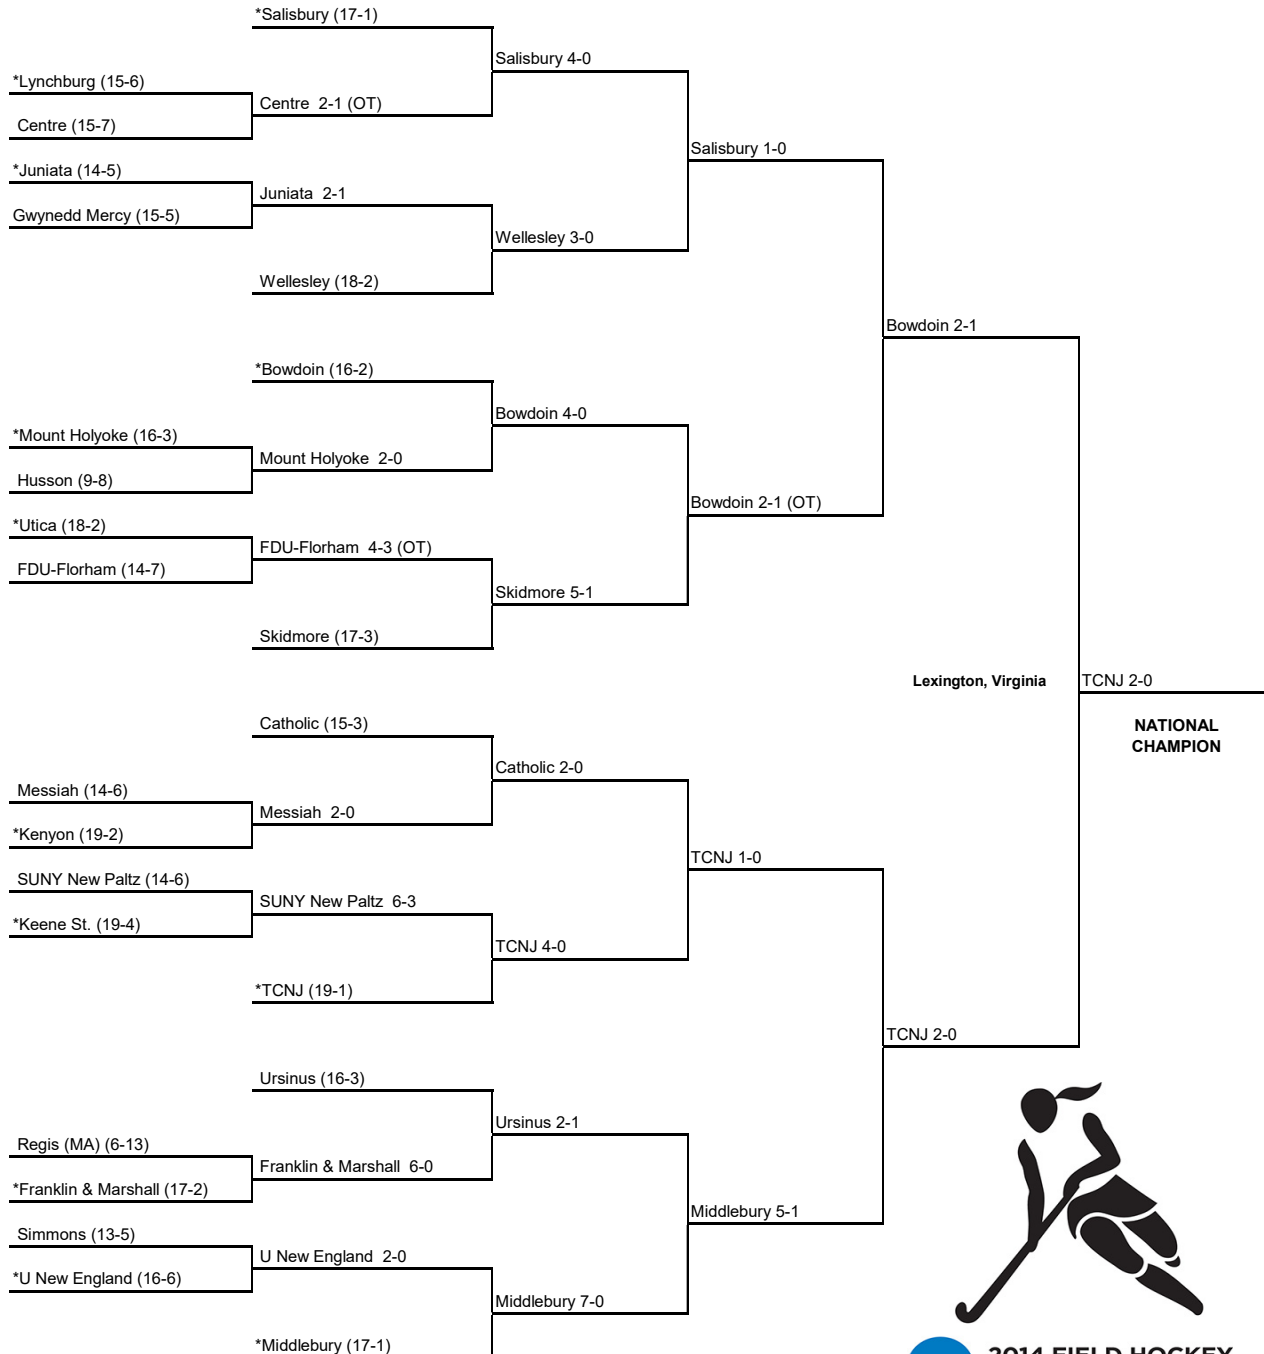 *Salisbury (17-1)
Salisbury 4-0
*Lynchburg (15-6)
Centre  2-1 (OT)
Centre (15-7)
Salisbury 1-0
*Juniata (14-5)
Juniata  2-1
Gwynedd Mercy (15-5)
Wellesley 3-0
Wellesley (18-2)
Bowdoin 2-1
*Bowdoin (16-2)
Bowdoin 4-0
*Mount Holyoke (16-3)
Mount Holyoke  2-0
Husson (9-8)
Bowdoin 2-1 (OT)
*Utica (18-2)
FDU-Florham  4-3 (OT)
FDU-Florham (14-7)
Skidmore 5-1
Skidmore (17-3)
Lexington, Virginia
TCNJ 2-0
NATIONAL
CHAMPION
Catholic (15-3)
Catholic 2-0
Messiah (14-6)
Messiah  2-0
*Kenyon (19-2)
TCNJ 1-0
SUNY New Paltz (14-6)
SUNY New Paltz  6-3
*Keene St. (19-4)
TCNJ 4-0
*TCNJ (19-1)
TCNJ 2-0
Ursinus (16-3)
Ursinus 2-1
Regis (MA) (6-13)
Franklin & Marshall  6-0
*Franklin & Marshall (17-2)
Middlebury 5-1
Simmons (13-5)
U New England  2-0
*U New England (16-6)
Middlebury 7-0
*Middlebury (17-1)
2014 FIELD HOCKEY